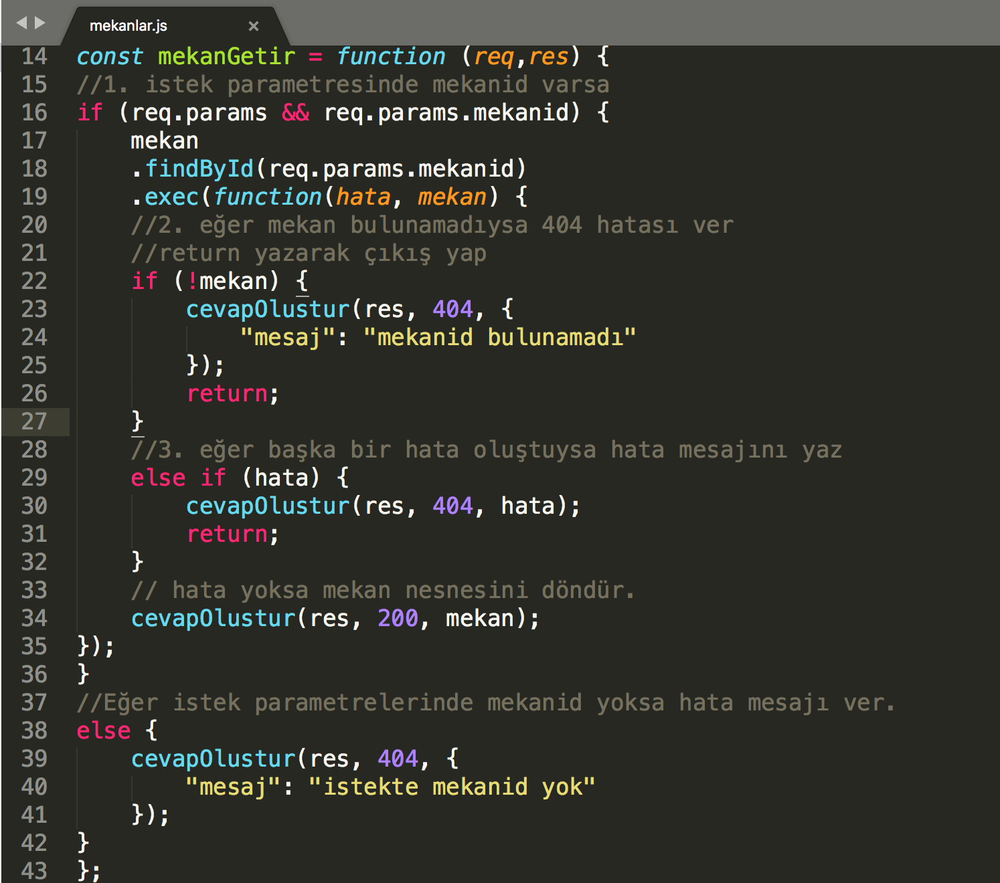 mekanlar.js ×
14 const mekanGetir = function (req,res) {
15 //1. istek parametresinde mekanid varsa
16 if (req.params && req.params.mekanid) {
17 mekan
18 .findById(req.params.mekanid)
19 .exec(function(hata, mekan) {
20 //2. eğer mekan bulunamadıysa 404 hatası ver
21 //return yazarak çıkış yap
22 if (!mekan) {
23 cevapOlustur(res, 404, {
24 "mesaj": "mekanid bulunamadı"
25 });
26 return;
27 }
28 //3. eğer başka bir hata oluştuysa hata mesajını yaz
29 else if (hata) {
30 cevapOlustur(res, 404, hata);
31 return;
32 }
33 // hata yoksa mekan nesnesini döndür.
34 cevapOlustur(res, 200, mekan);
35 });
36 }
37 //Eğer istek parametrelerinde mekanid yoksa hata mesajı ver.
38 else {
39 cevapOlustur(res, 404, {
40 "mesaj": "istekte mekanid yok"
41 });
42 }
43 };